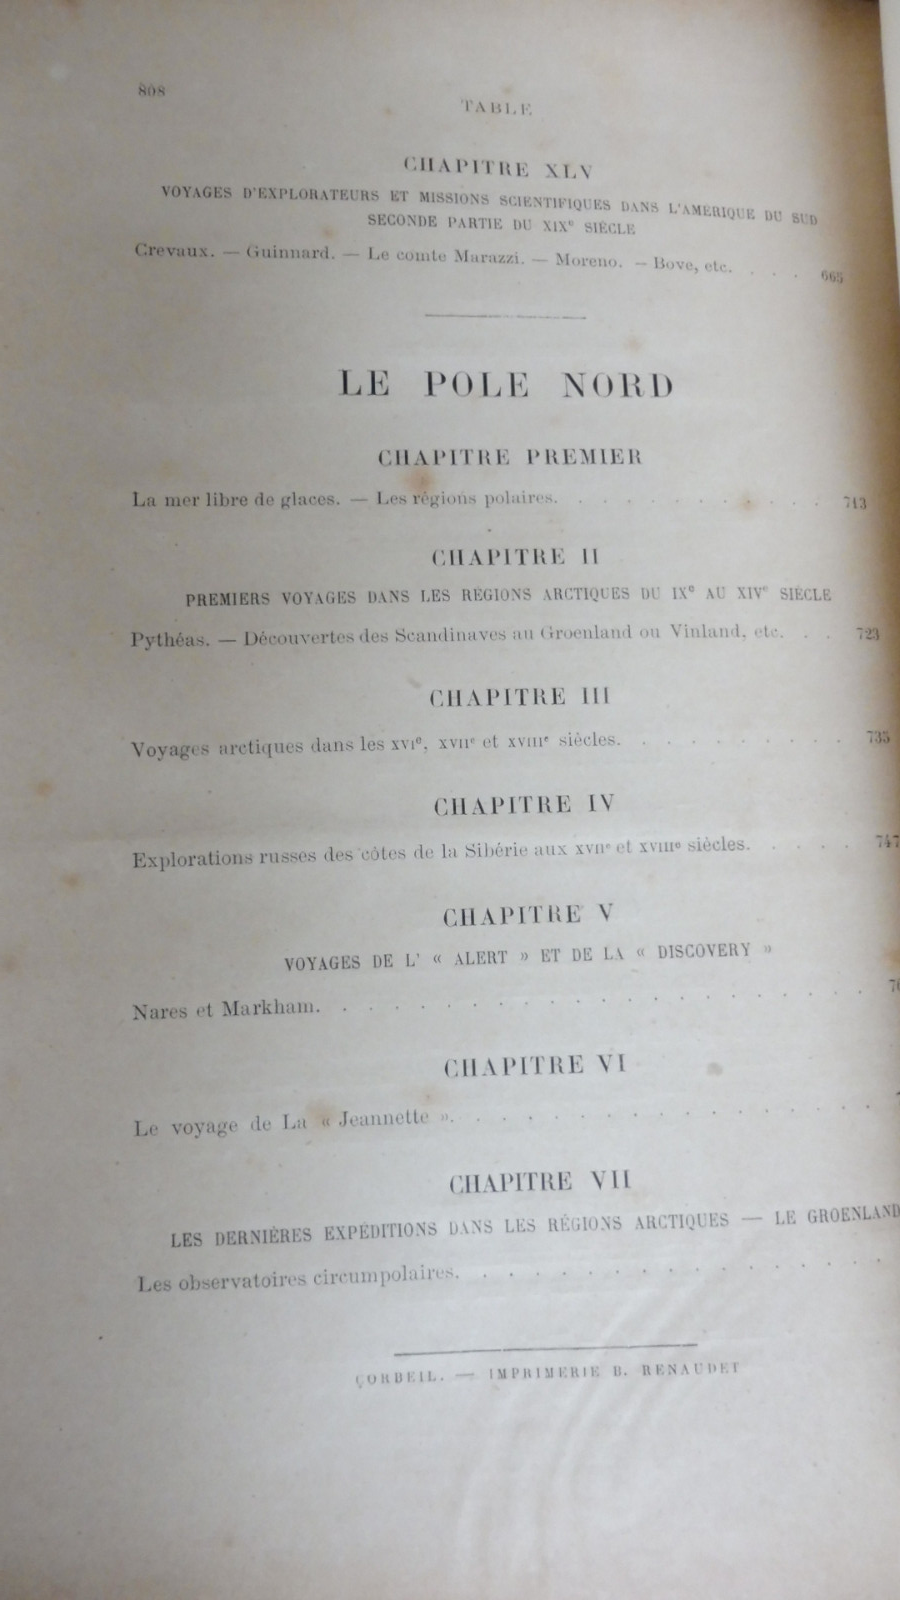 808
TABLE
CHAPITRE XLV
VOYAGES D'EXPLORATEURS ET MISSIONS SCIENTIFIQUES DANS L'AMÉRIQUE DU SUD
SECONDE PARTIE DU XIXe SIÈCLE
Crevaux. — Guinnard. — Le comte Marazzi. — Moreno. — Bove, etc. . . . . 665
LE POLE NORD
CHAPITRE PREMIER
La mer libre de glaces. — Les régions polaires. . . . . . . . . . . . 713
CHAPITRE II
PREMIERS VOYAGES DANS LES RÉGIONS ARCTIQUES DU IXe AU XIVe SIÈCLE
Pythéas. — Découvertes des Scandinaves au Groenland ou Vinland, etc. . . 723
CHAPITRE III
Voyages arctiques dans les XVIe, XVIIe et XVIIIe siècles. . . . . . . . . . 735
CHAPITRE IV
Explorations russes des côtes de la Sibérie aux XVIIe et XVIIIe siècles. . . . . 747
CHAPITRE V
VOYAGES DE L' « ALERT » ET DE LA « DISCOVERY »
Nares et Markham. . . . . . . . . . . . . . . . . . . . .
CHAPITRE VI
Le voyage de La « Jeannette ». . . . . . . . . . . . . . . .
CHAPITRE VII
LES DERNIÈRES EXPÉDITIONS DANS LES RÉGIONS ARCTIQUES — LE GROENLAND
Les observatoires circumpolaires. . . . . . . . . . . . . . . . .
CORBEIL. — IMPRIMERIE B. RENAUDET